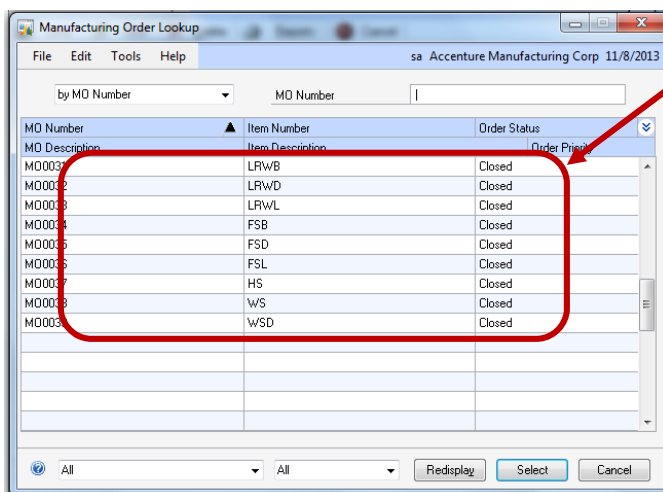 Manufacturing Order Lookup
File Edit Tools Help sa Accenture Manufacturing Corp 11/8/2013
by MO Number MO Number
MO Number Item Number Order Status
MO Description Item Description Order Priority
LRWB Closed
LRWD Closed
LRWL Closed
FSB Closed
FSD Closed
FSL Closed
HS Closed
WS Closed
WSD Closed
All All Redisplay Select Cancel